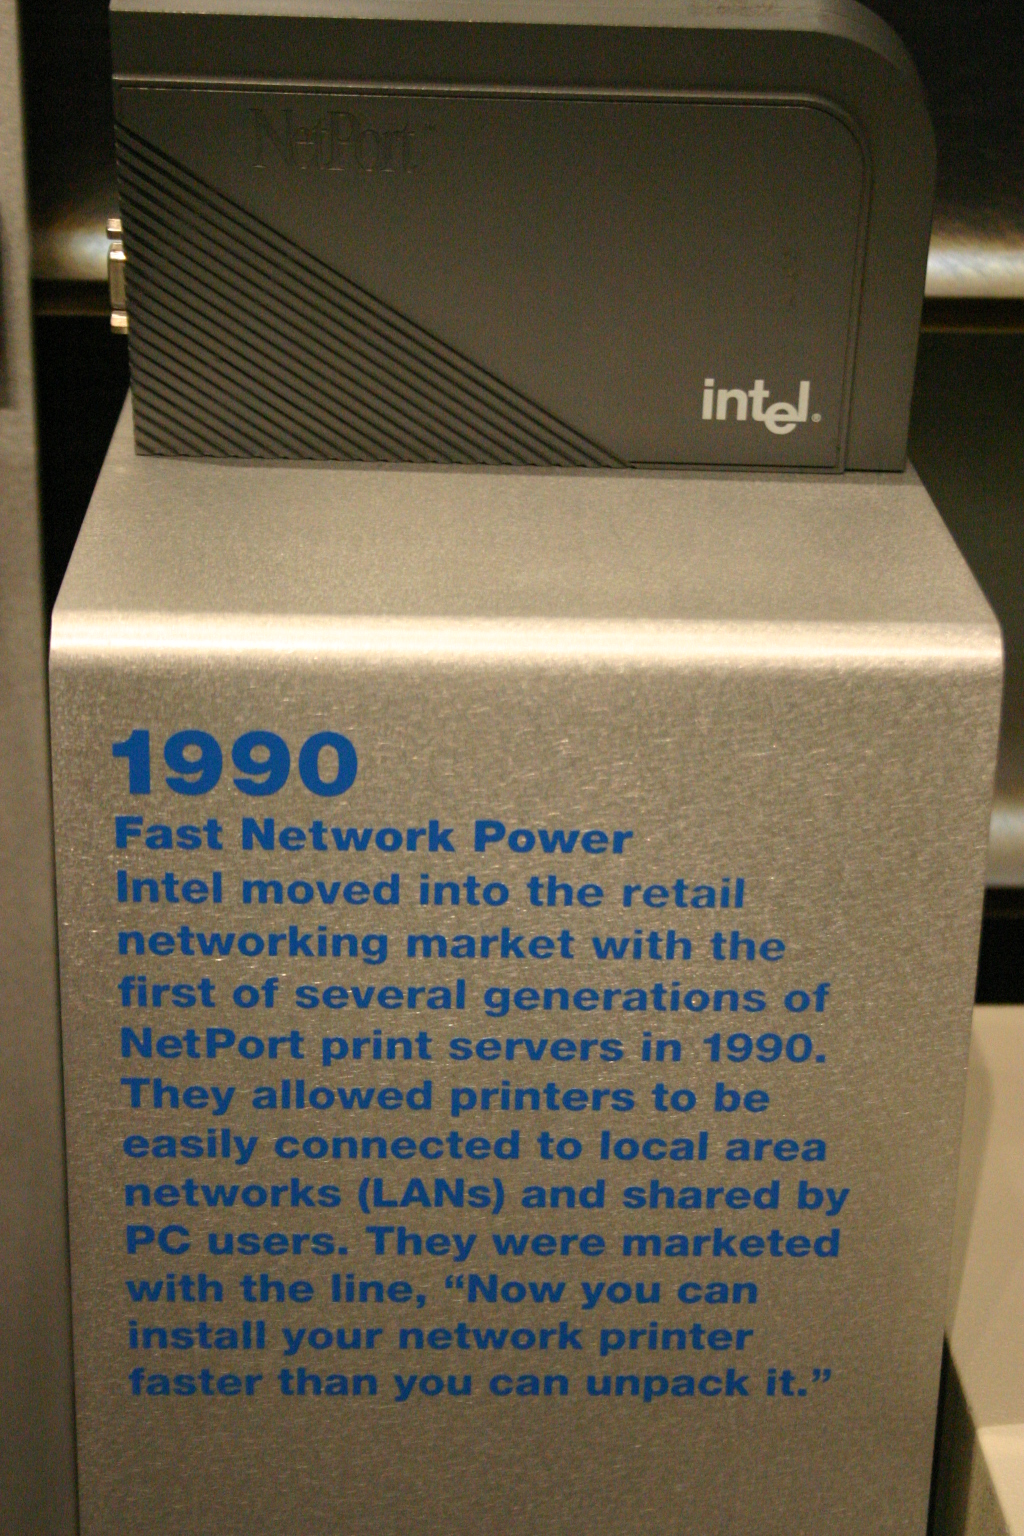 NetPort™
intel®
1990
Fast Network Power
Intel moved into the retail
networking market with the
first of several generations of
NetPort print servers in 1990.
They allowed printers to be
easily connected to local area
networks (LANs) and shared by
PC users. They were marketed
with the line, “Now you can
install your network printer
faster than you can unpack it.”